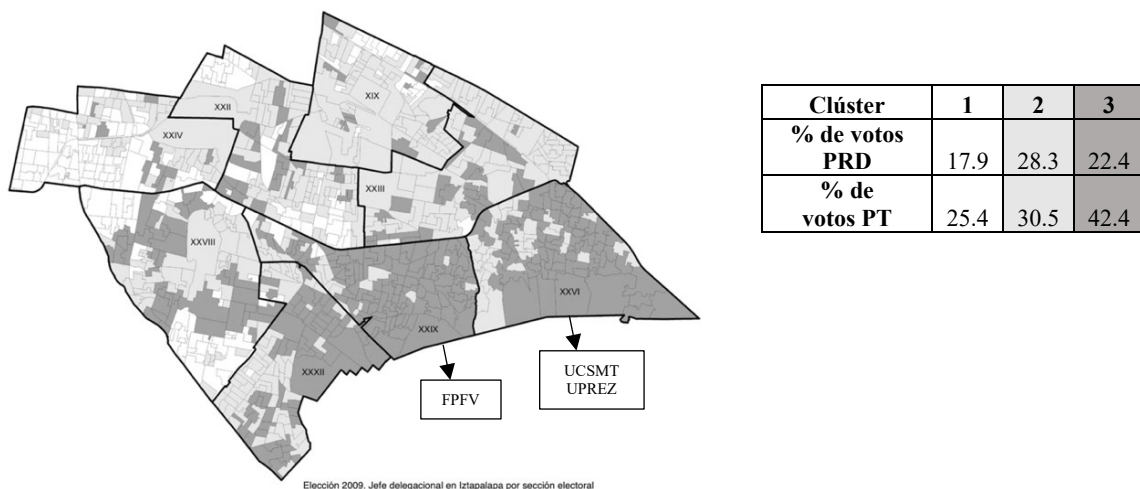 XIX
XXII
XXIV
XXIII
XXVIII
XXVI
XXIX
XXXII
FPFV
UCSMT
UPREZ
Elección 2009. Jefe delegacional en Iztapalapa por sección electoral
Clúster 1 2 3
% de votos
PRD 17.9 28.3 22.4
% de
votos PT 25.4 30.5 42.4